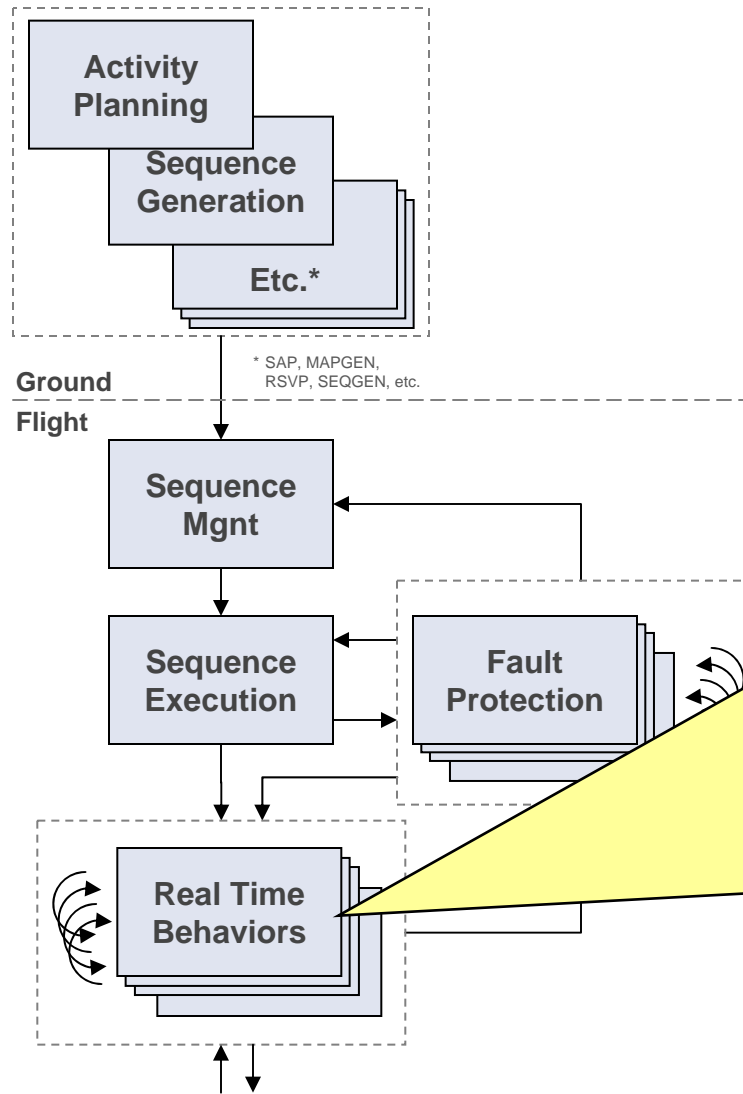 Activity
Planning
Sequence
Generation
Etc.*
* SAP, MAPGEN,
RSVP, SEQGEN, etc.
Ground
Flight
Sequence
Mgnt
Sequence
Execution
Fault
Protection
Real Time
Behaviors